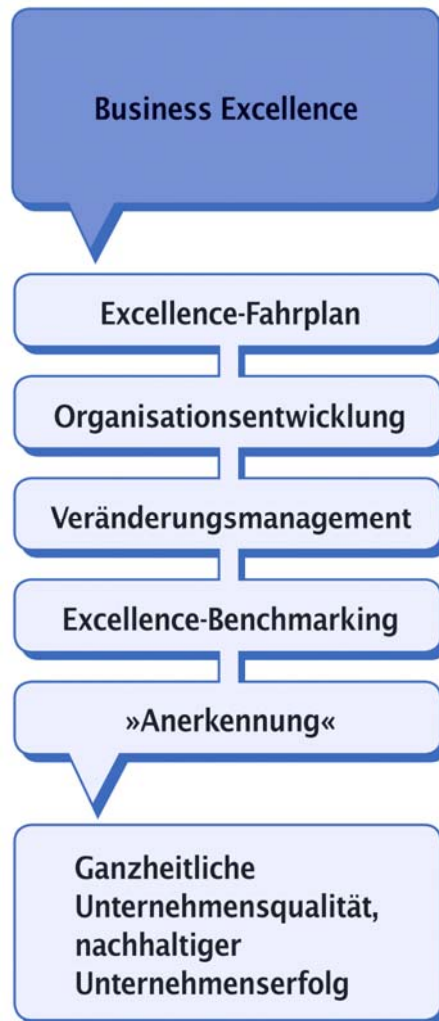 Business Excellence
Excellence-Fahrplan
Organisationsentwicklung
Veränderungsmanagement
Excellence-Benchmarking
»Anerkennung«
Ganzheitliche
Unternehmensqualität,
nachhaltiger
Unternehmenserfolg